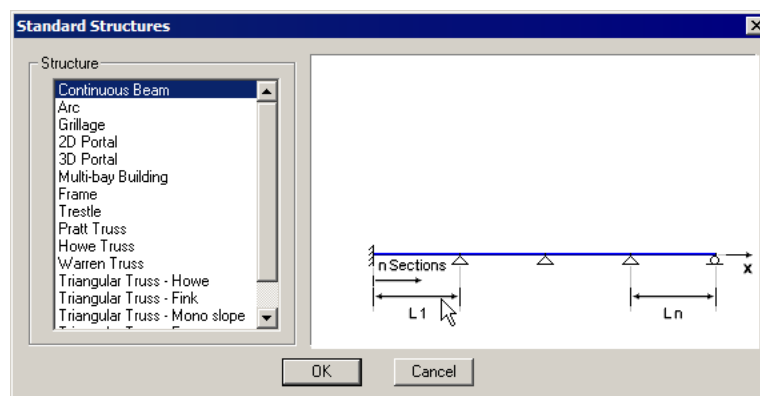 Standard Structures
Structure
Continuous Beam
Arc
Grillage
2D Portal
3D Portal
Multi-bay Building
Frame
Trestle
Pratt Truss
Howe Truss
Warren Truss
Triangular Truss - Howe
Triangular Truss - Fink
Triangular Truss - Mono slope
n Sections
x
L1
Ln
OK
Cancel